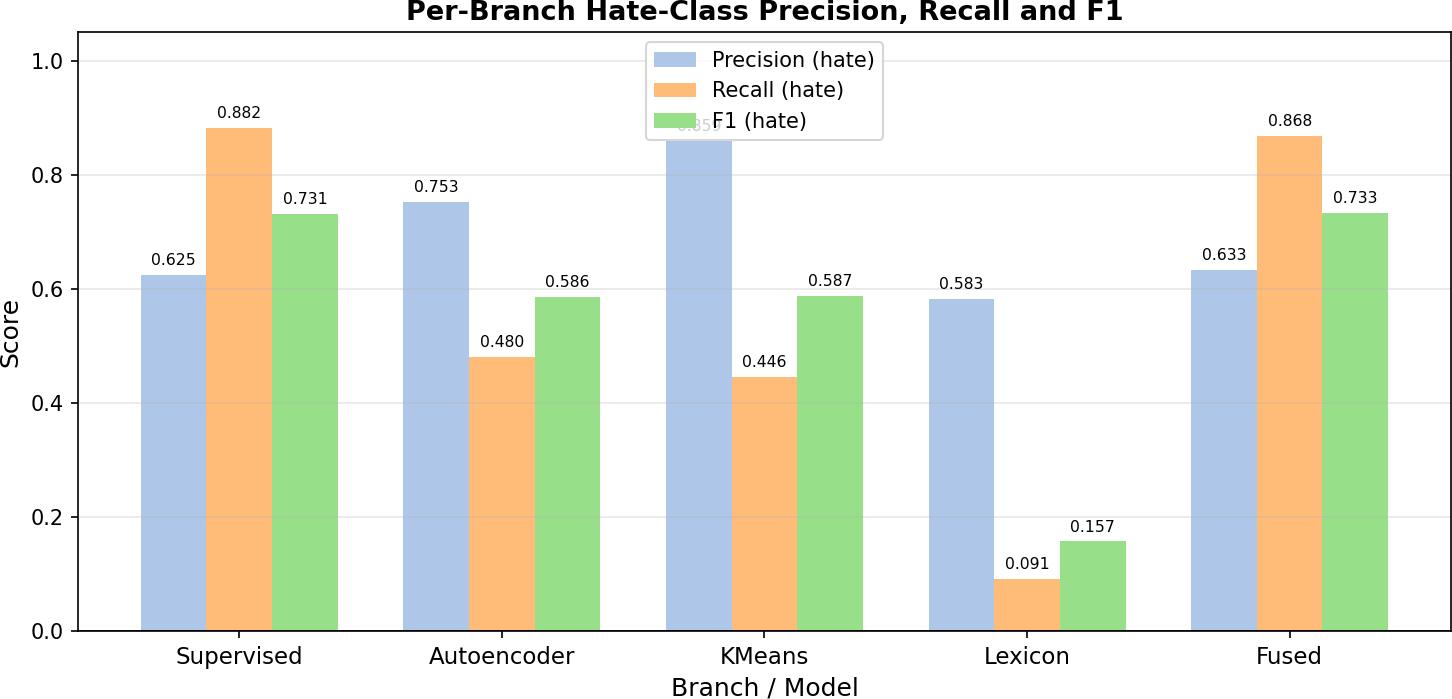 Per-Branch Hate-Class Precision, Recall and F1
Precision (hate)
Recall (hate)
F1 (hate)
1.0
0.8
0.6
0.4
0.2
0.0
Score
0.625
0.882
0.731
0.753
0.480
0.586
0.859
0.446
0.587
0.583
0.091
0.157
0.633
0.868
0.733
Supervised
Autoencoder
KMeans
Lexicon
Fused
Branch / Model